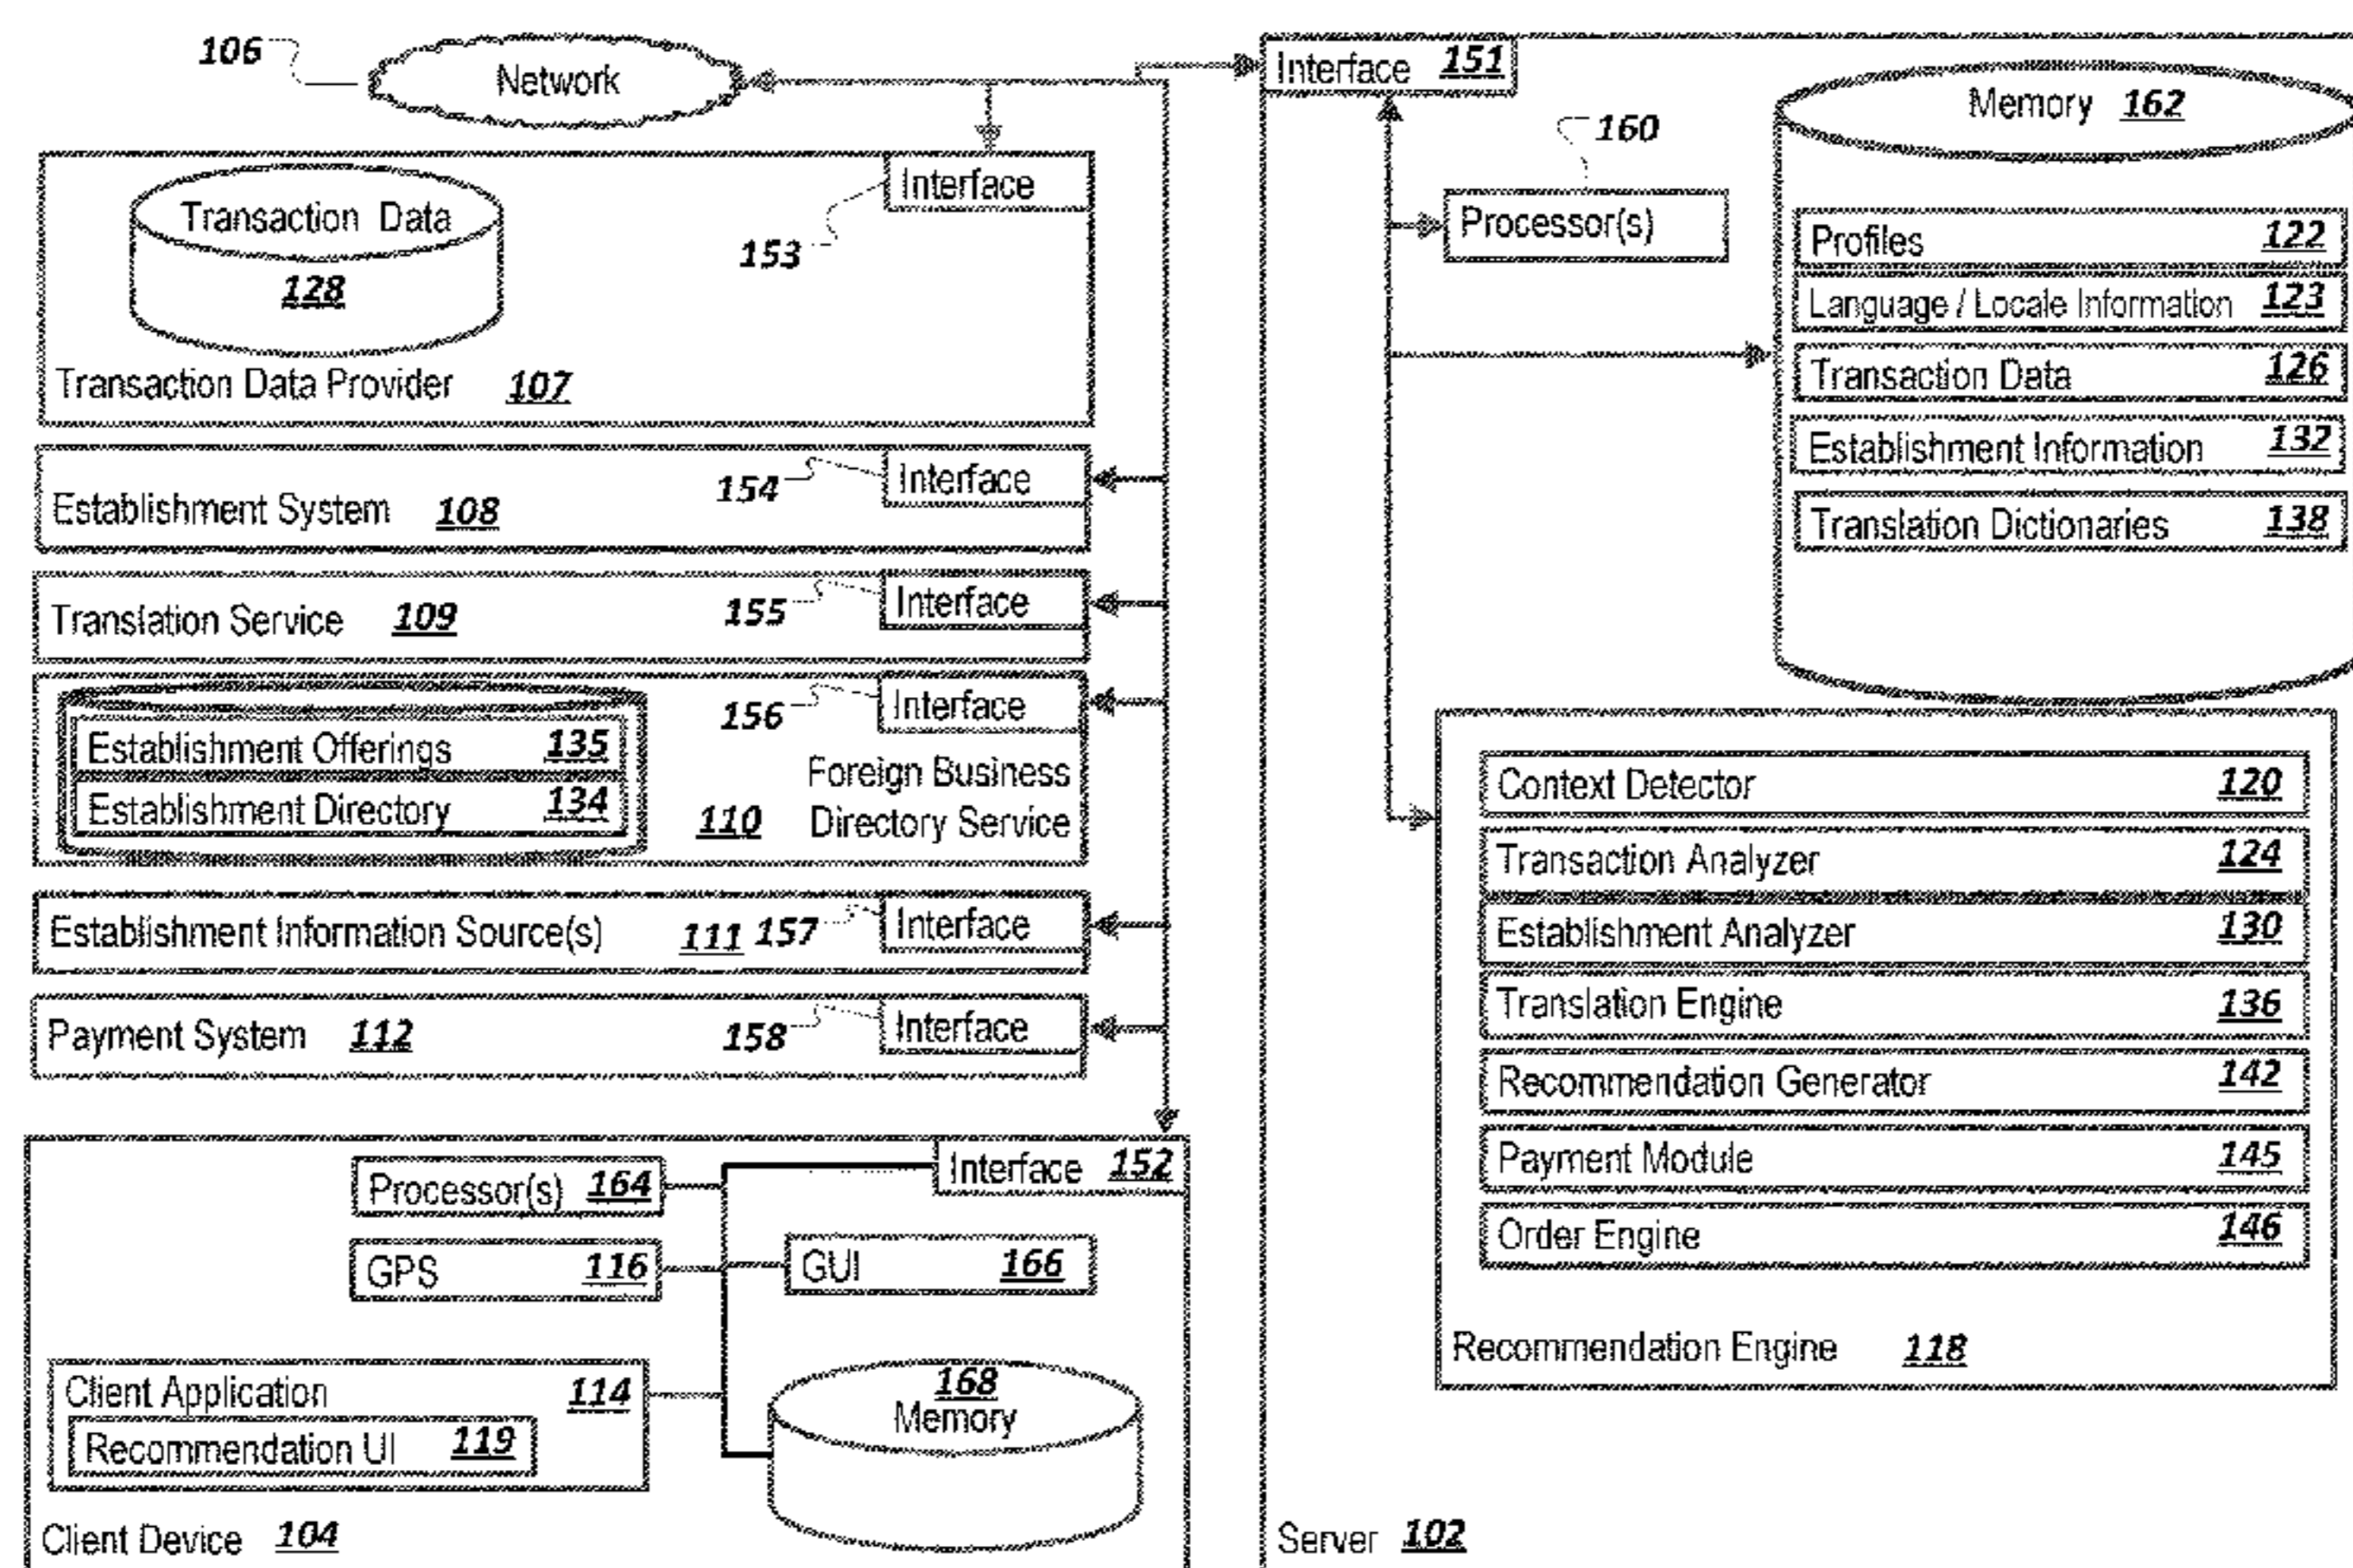 106
Network
Interface
Transaction Data
153
128
Transaction Data Provider 107
Interface
154
Establishment System 108
Interface
155
Translation Service 109
Interface
156
Establishment Offerings 135
Foreign Business
Establishment Directory 134
110 Directory Service
Establishment Information Source(s) 111 157 Interface
Payment System 112 158 Interface
Interface 152
Processor(s) 164
GPS 116
GUI 166
Client Application 114
168
Memory
Recommendation UI 119
Client Device 104
Interface 151
Memory 162
160
Processor(s)
Profiles 122
Language / Locale Information 123
Transaction Data 126
Establishment Information 132
Translation Dictionaries 138
Context Detector 120
Transaction Analyzer 124
Establishment Analyzer 130
Translation Engine 136
Recommendation Generator 142
Payment Module 145
Order Engine 146
Recommendation Engine 118
Server 102